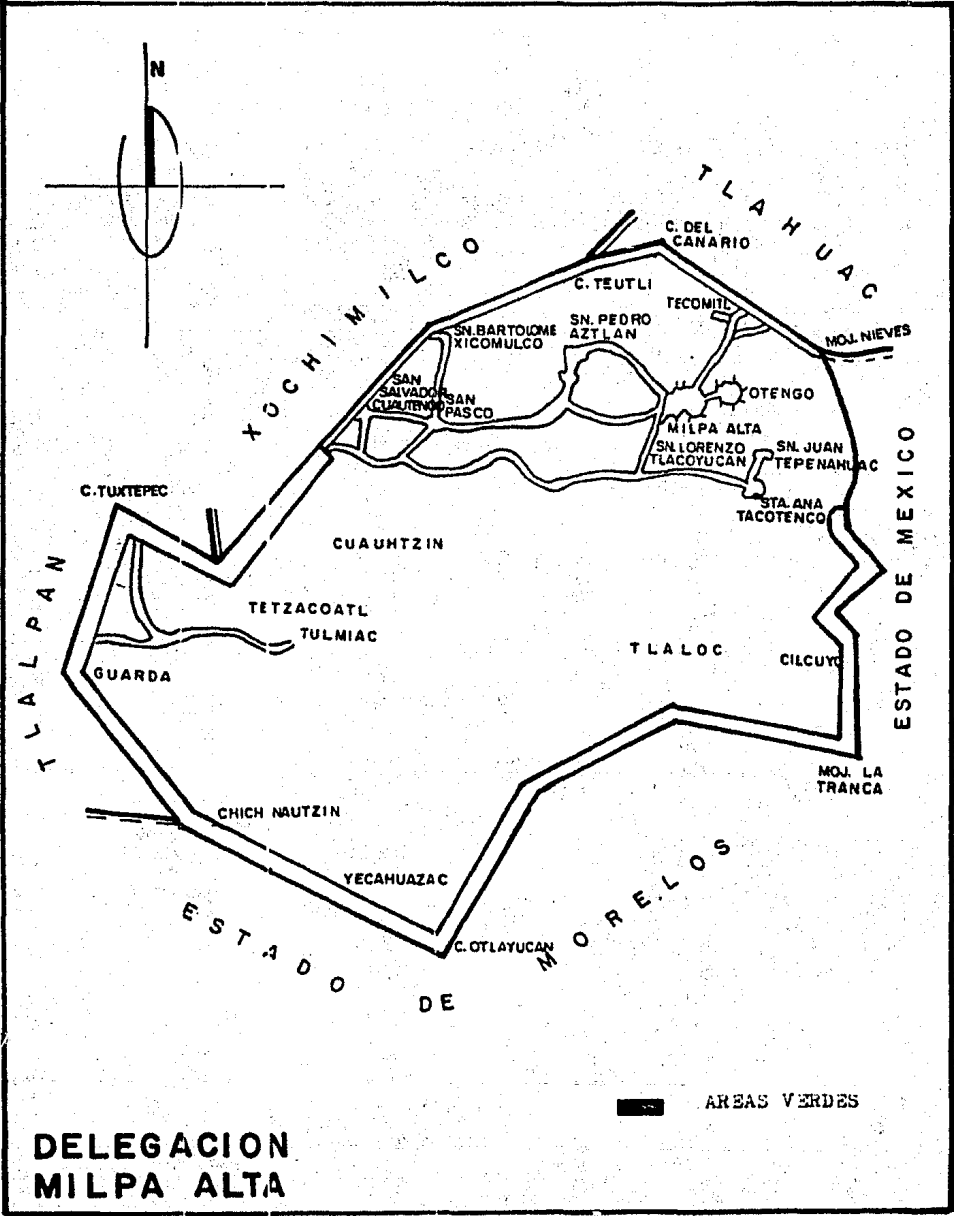 N
TLAHUAC
XOCHIMILCO
C. DEL
CANARIO
C. TEUTLI
TECOMITL
SN. PEDRO
AZTLAN
SN. BARTOLOME
XICOMULCO
MOJ. NIEVES
SAN
SALVADOR
CUAUTENGO
SAN
PASCO
OTENGO
MILPA ALTA
SN. LORENZO
TLACOYUCAN
SN. JUAN
TEPENAHUAC
STA. ANA
TACOTENCO
C. TUXTEPEC
CUAUHTZIN
ESTADO DE MEXICO
TLALPAN
TETZACOATL
TULMIAC
TLALOC
CILCUYO
GUARDA
MOJ. LA
TRANCA
CHICH NAUTZIN
YECAHUAZAC
C. OTLAYUCAN
ESTADO DE MORELOS
AREAS VERDES
DELEGACION
MILPA ALTA